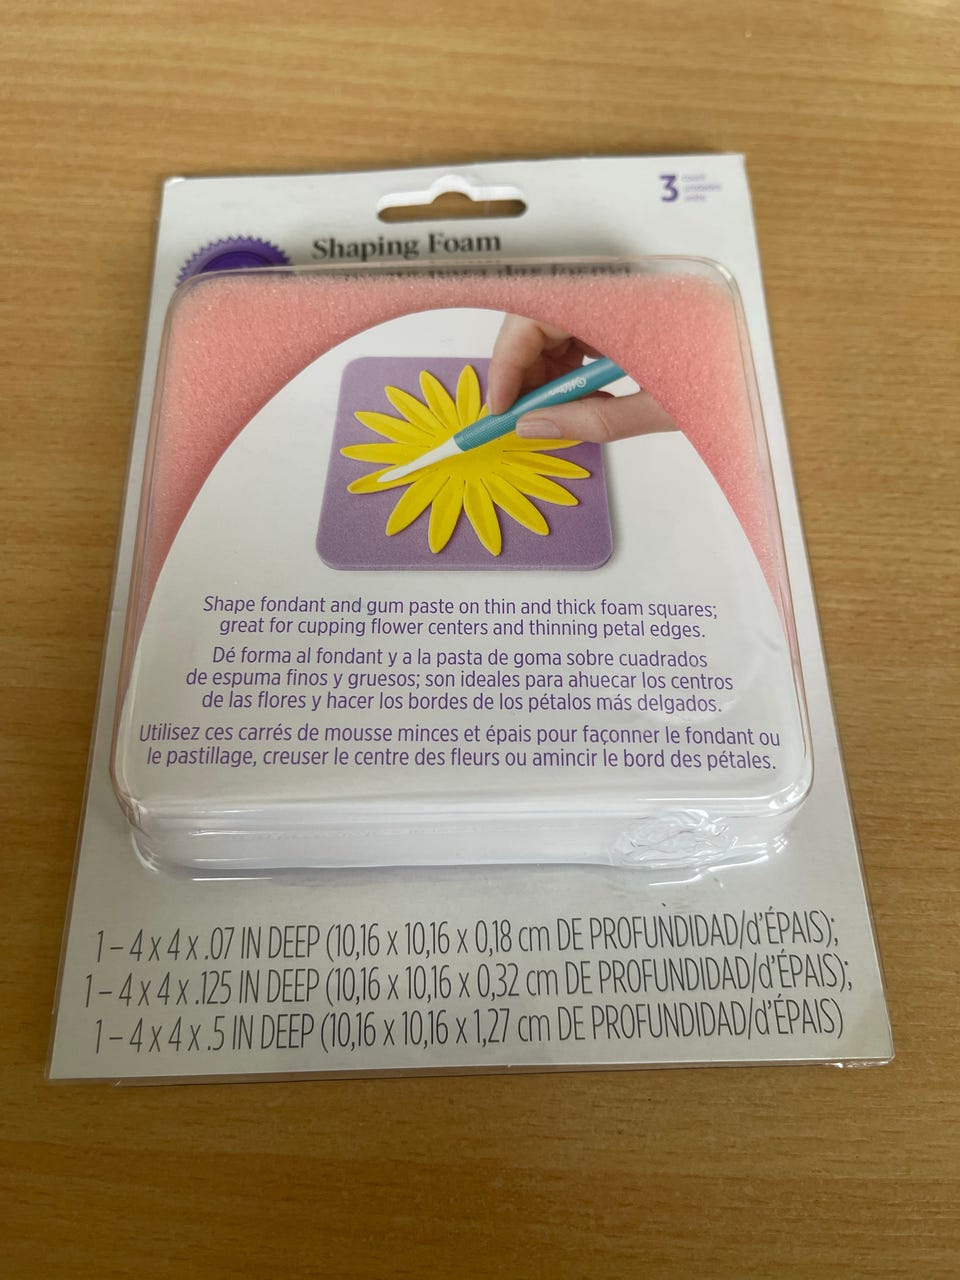 3
Shaping Foam
Wilton
Shape fondant and gum paste on thin and thick foam squares;
great for cupping flower centers and thinning petal edges.
Dé forma al fondant y a la pasta de goma sobre cuadrados
de espuma finos y gruesos; son ideales para ahuecar los centros
de las flores y hacer los bordes de los pétalos más delgados.
Utilisez ces carrés de mousse minces et épais pour façonner le fondant ou
le pastillage, creuser le centre des fleurs ou amincir le bord des pétales.
1 – 4 x 4 x .07 IN DEEP (10,16 x 10,16 x 0,18 cm DE PROFUNDIDAD/d'ÉPAIS);
1 – 4 x 4 x .125 IN DEEP (10,16 x 10,16 x 0,32 cm DE PROFUNDIDAD/d'ÉPAIS);
1 – 4 x 4 x .5 IN DEEP (10,16 x 10,16 x 1,27 cm DE PROFUNDIDAD/d'ÉPAIS)